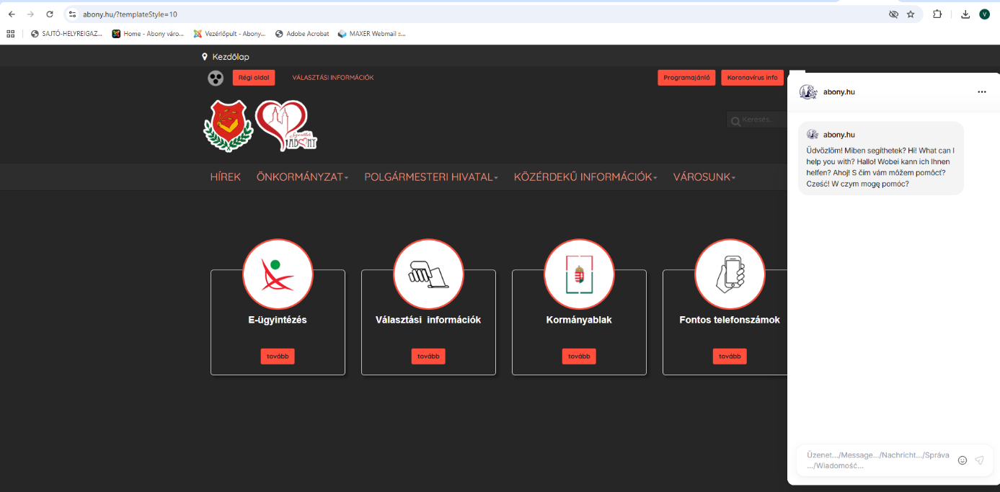 abony.hu/?templateStyle=10
V
SAJTÓ-HELYREIGAZ...
Home - Abony váro...
Vezérlőpult - Abony...
Adobe Acrobat
MAXER Webmail ::...
Kezdőlap
Régi oldal
VÁLASZTÁSI INFORMÁCIÓK
Programajánló
Koronavírus info
ABONY
Keresés...
HÍREK
ÖNKORMÁNYZAT
POLGÁRMESTERI HIVATAL
KÖZÉRDEKŰ INFORMÁCIÓK
VÁROSUNK
E-ügyintézés
tovább
Választási információk
tovább
Kormányablak
tovább
Fontos telefonszámok
tovább
abony.hu
abony.hu
Üdvözlöm! Miben segíthetek? Hi! What can I
help you with? Hallo! Wobei kann ich Ihnen
helfen? Ahoj! S čím vám môžem pomôcť?
Cześć! W czym mogę pomóc?
Üzenet.../Message.../Nachricht.../Správa
.../Wiadomość...